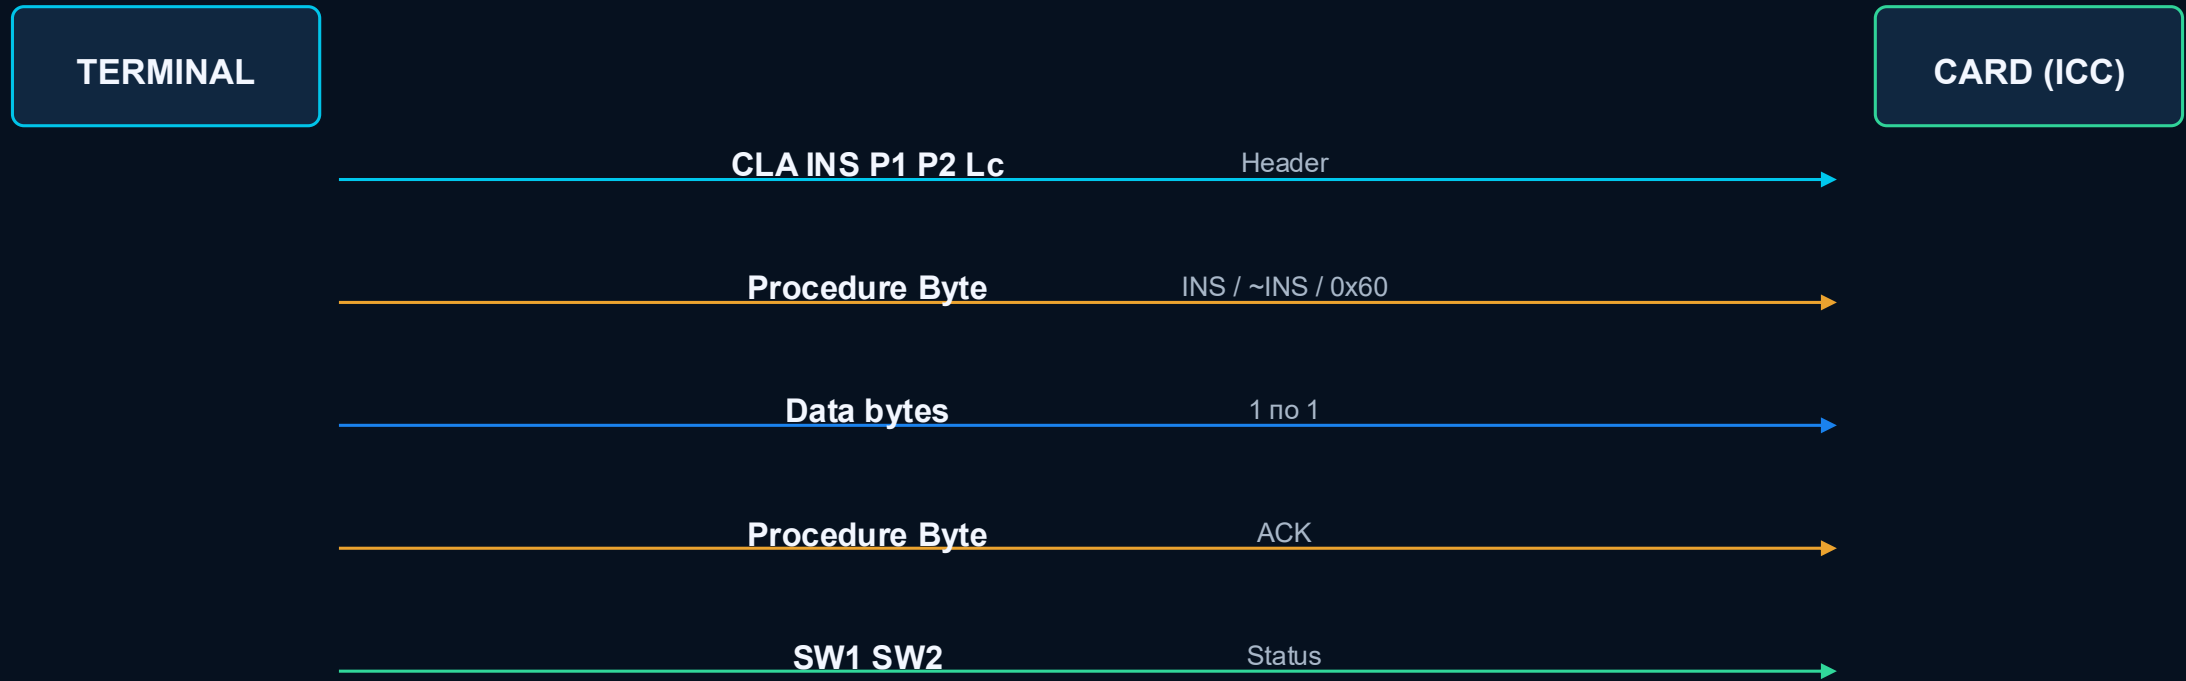 TERMINAL
CARD (ICC)
CLA INS P1 P2 Lc
Header
Procedure Byte
INS / ~INS / 0x60
Data bytes
1 по 1
Procedure Byte
ACK
SW1 SW2
Status